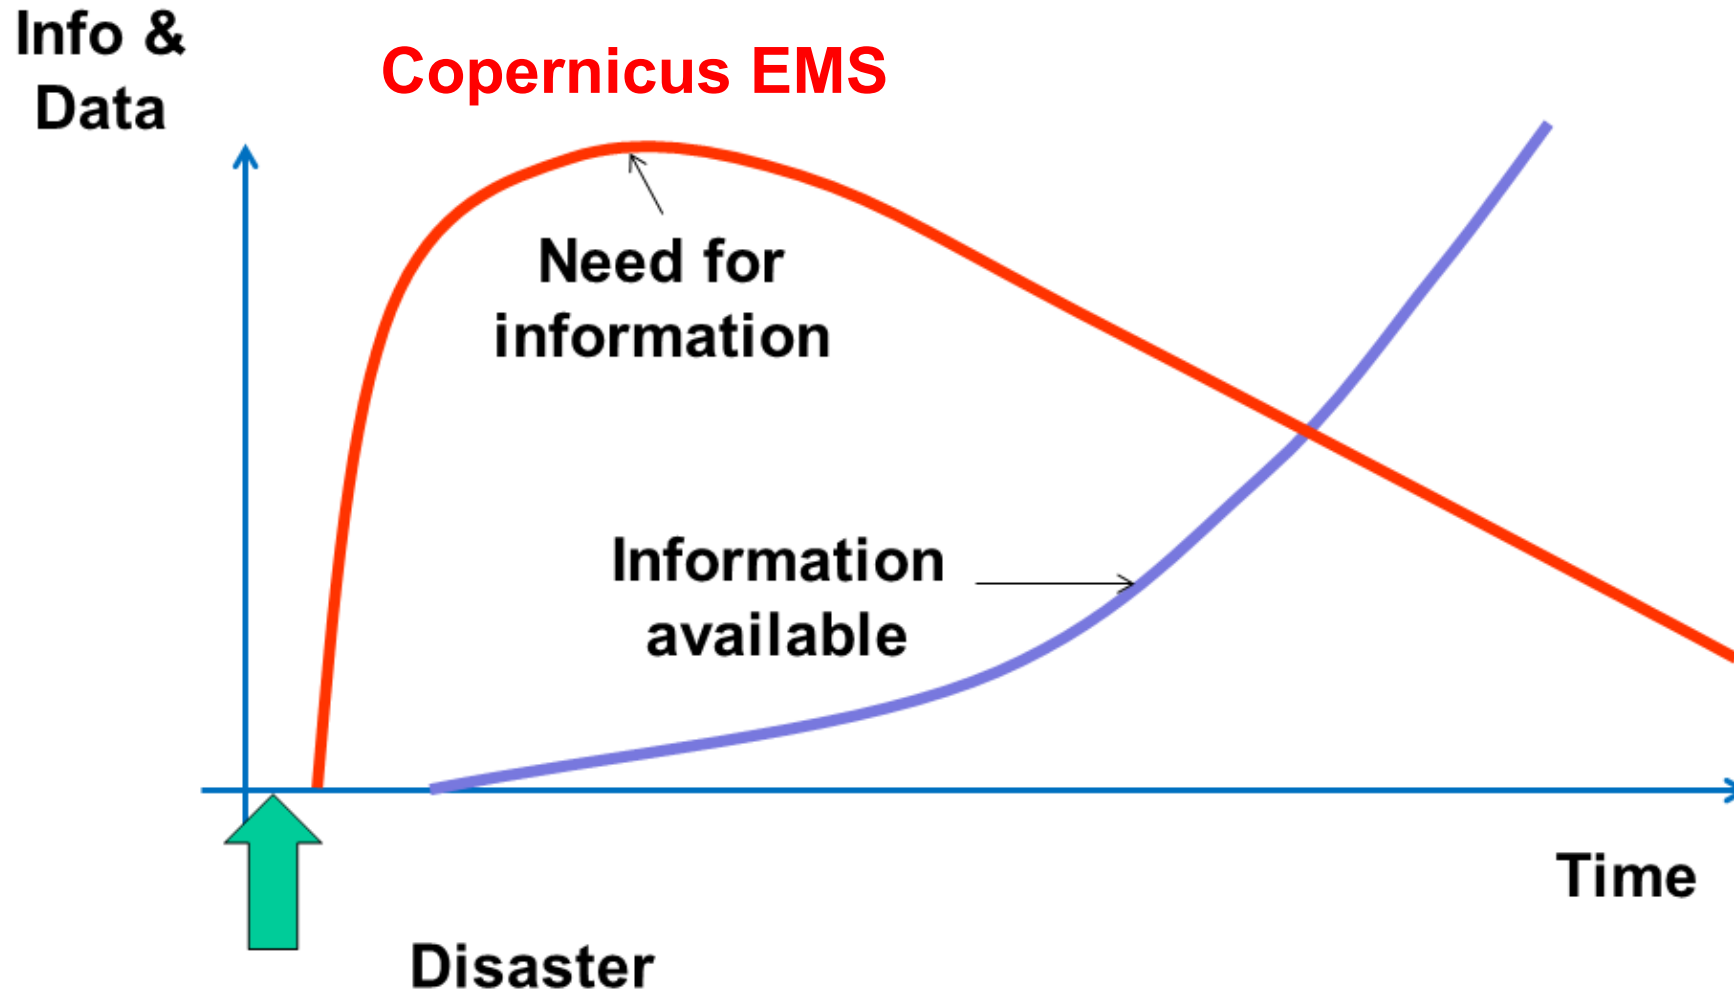 Info &
Data
Copernicus EMS
Need for
information
Information
available
Time
Disaster